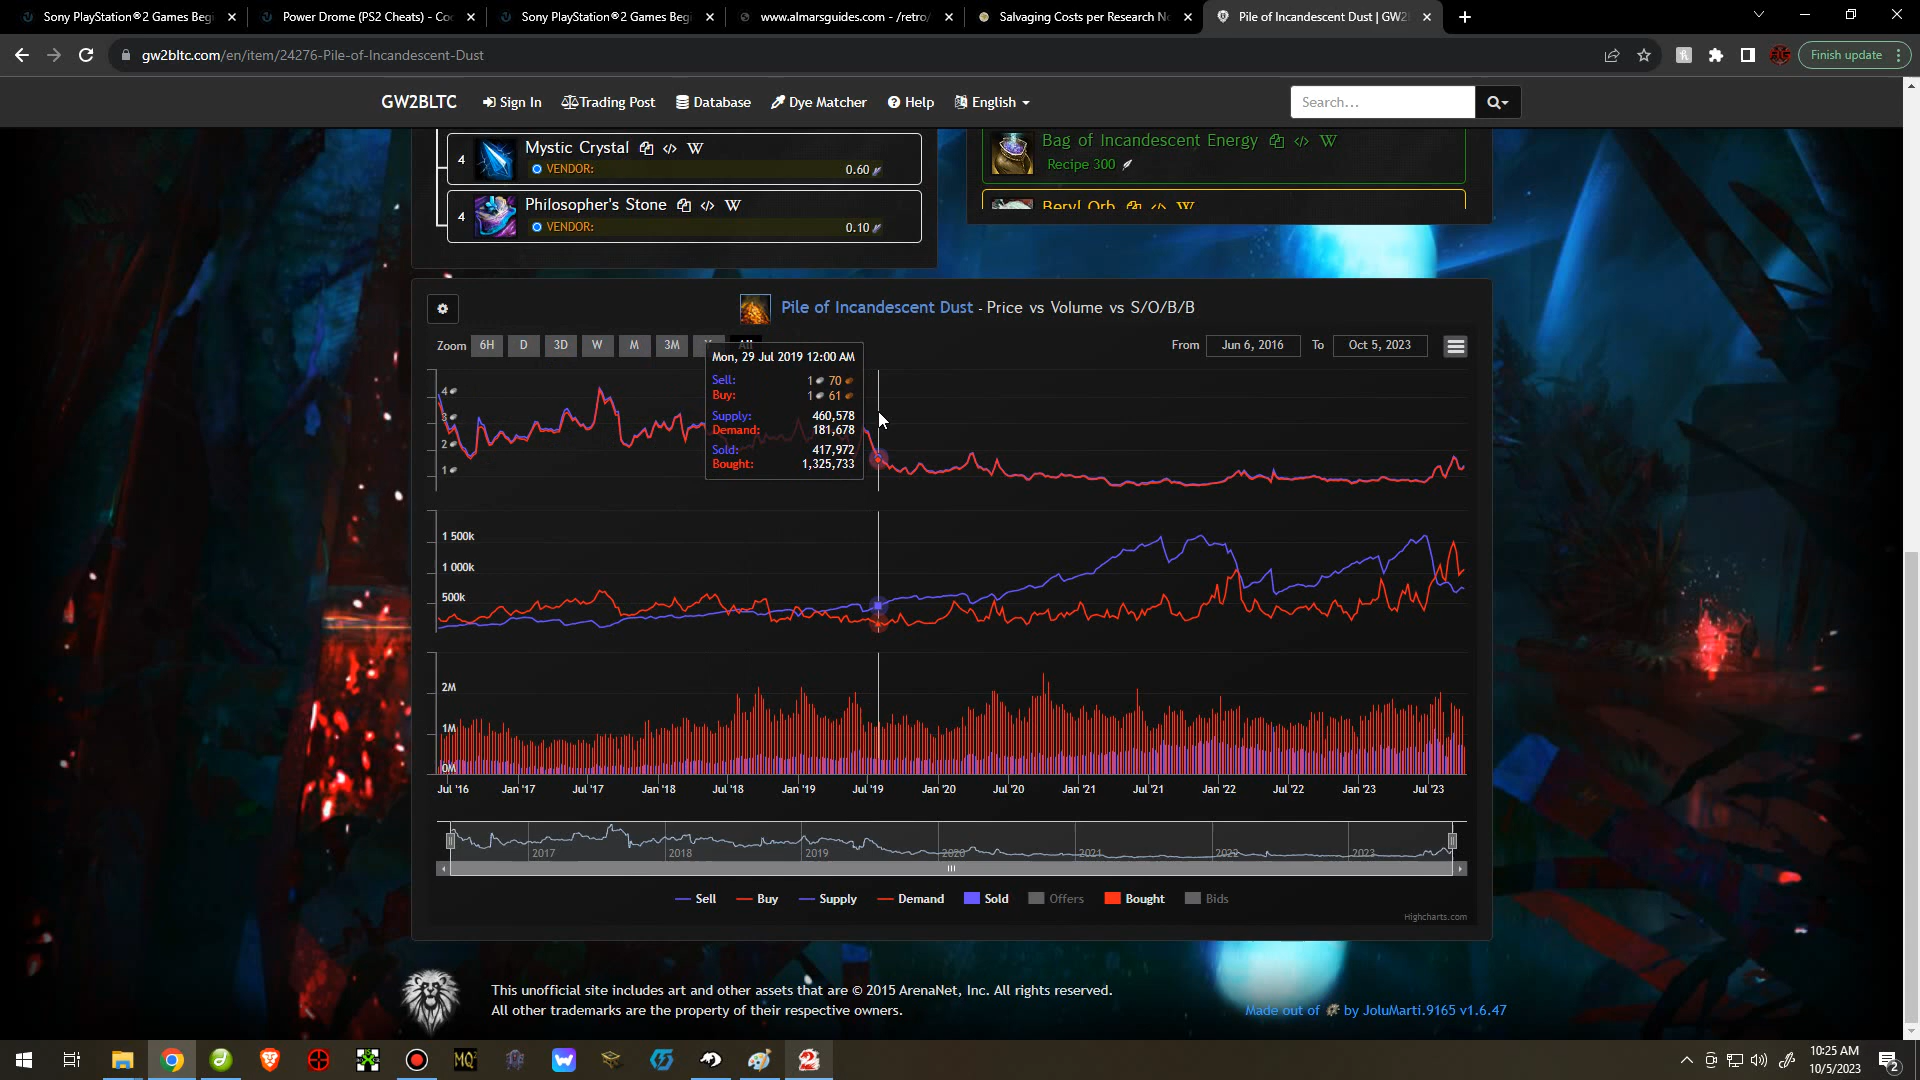 Sony PlayStation®2 Games Begi
Power Drome (PS2 Cheats) - Co
Sony PlayStation®2 Games Begi
www.almarsguides.com - /retro/
Salvaging Costs per Research No
Pile of Incandescent Dust | GW2
gw2bltc.com/en/item/24276-Pile-of-Incandescent-Dust
Finish update
GW2BLTC
Sign In
Trading Post
Database
Dye Matcher
Help
English
Search...
4
Mystic Crystal
VENDOR:
0.60
4
Philosopher's Stone
VENDOR:
0.10
Bag of Incandescent Energy
Recipe 300
Beryl Orb
Pile of Incandescent Dust - Price vs Volume vs S/O/B/B
Zoom 6H D 3D W M 3M Y All
From Jun 6, 2016 To Oct 5, 2023
Mon, 29 Jul 2019 12:00 AM
Sell: 1 70
Buy: 1 61
Supply: 460,578
Demand: 181,678
Sold: 417,972
Bought: 1,325,733
4
3
2
1
1 500k
1 000k
500k
2M
1M
0M
Jul '16 Jan '17 Jul '17 Jan '18 Jul '18 Jan '19 Jul '19 Jan '20 Jul '20 Jan '21 Jul '21 Jan '22 Jul '22 Jan '23 Jul '23
2017 2018 2019 2020 2021 2022 2023
Sell Buy Supply Demand Sold Offers Bought Bids
Highcharts.com
This unofficial site includes art and other assets that are © 2015 ArenaNet, Inc. All rights reserved.
All other trademarks are the property of their respective owners.
Made out of by JoluMarti.9165 v1.6.47
MQ2
10:25 AM
10/5/2023
2